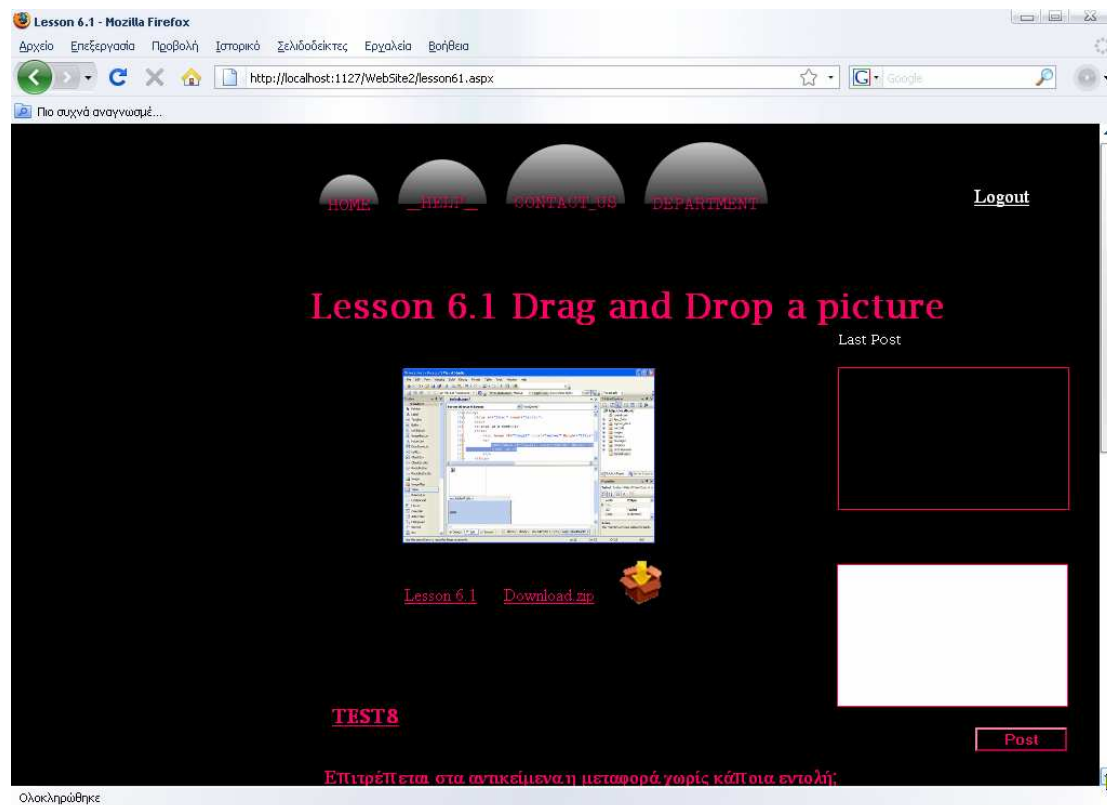 Lesson 6.1 - Mozilla Firefox
Αρχείο Επεξεργασία Προβολή Ιστορικό Σελιδοδείκτες Εργαλεία Βοήθεια
http://localhost:1127/WebSite2/lesson61.aspx G Google
Πιο συχνά αναγνωσμέ...
HOME _HELP_ CONTACT_US DEPARTMENT
Logout
Lesson 6.1 Drag and Drop a picture
Last Post
Lesson 6.1 Download.zip
TEST8
Post
Επιτρέπεται στα αντικείμενα η μεταφορά χωρίς κάποια εντολή;
Ολοκληρώθηκε